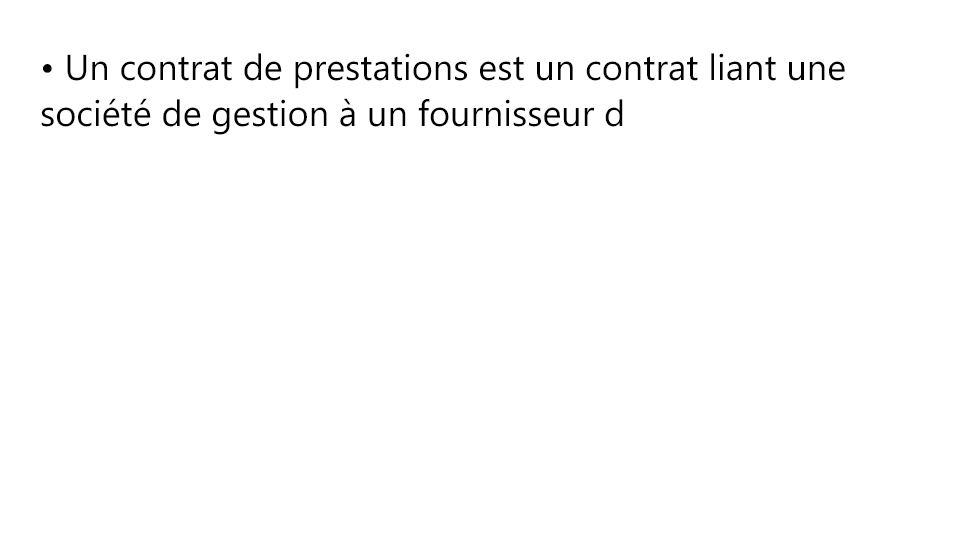 • Un contrat de prestations est un contrat liant une
société de gestion à un fournisseur d